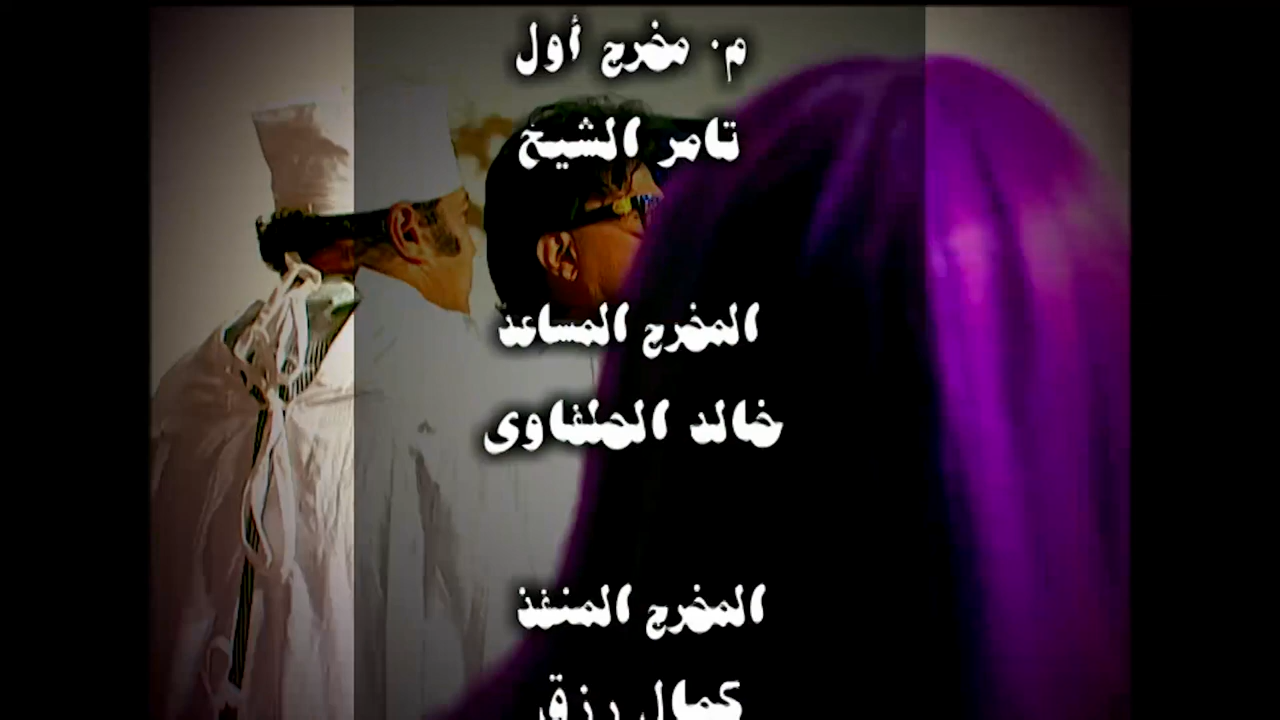 م. مخرج أول
تامر الشيخ
المخرج المساعد
خالد الحلفاوى
المخرج المنفذ
كمال رزق